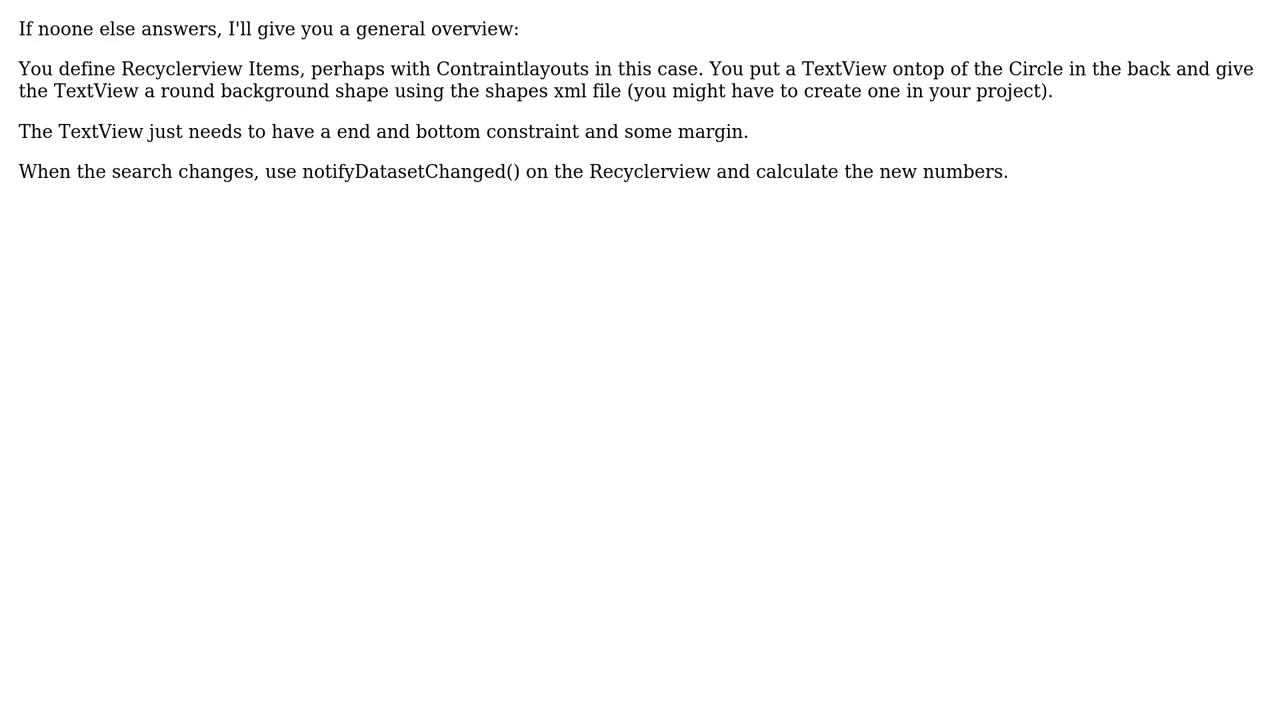 If noone else answers, I'll give you a general overview:
You define Recyclerview Items, perhaps with Contraintlayouts in this case. You put a TextView ontop of the Circle in the back and give
the TextView a round background shape using the shapes xml file (you might have to create one in your project).
The TextView just needs to have a end and bottom constraint and some margin.
When the search changes, use notifyDatasetChanged() on the Recyclerview and calculate the new numbers.